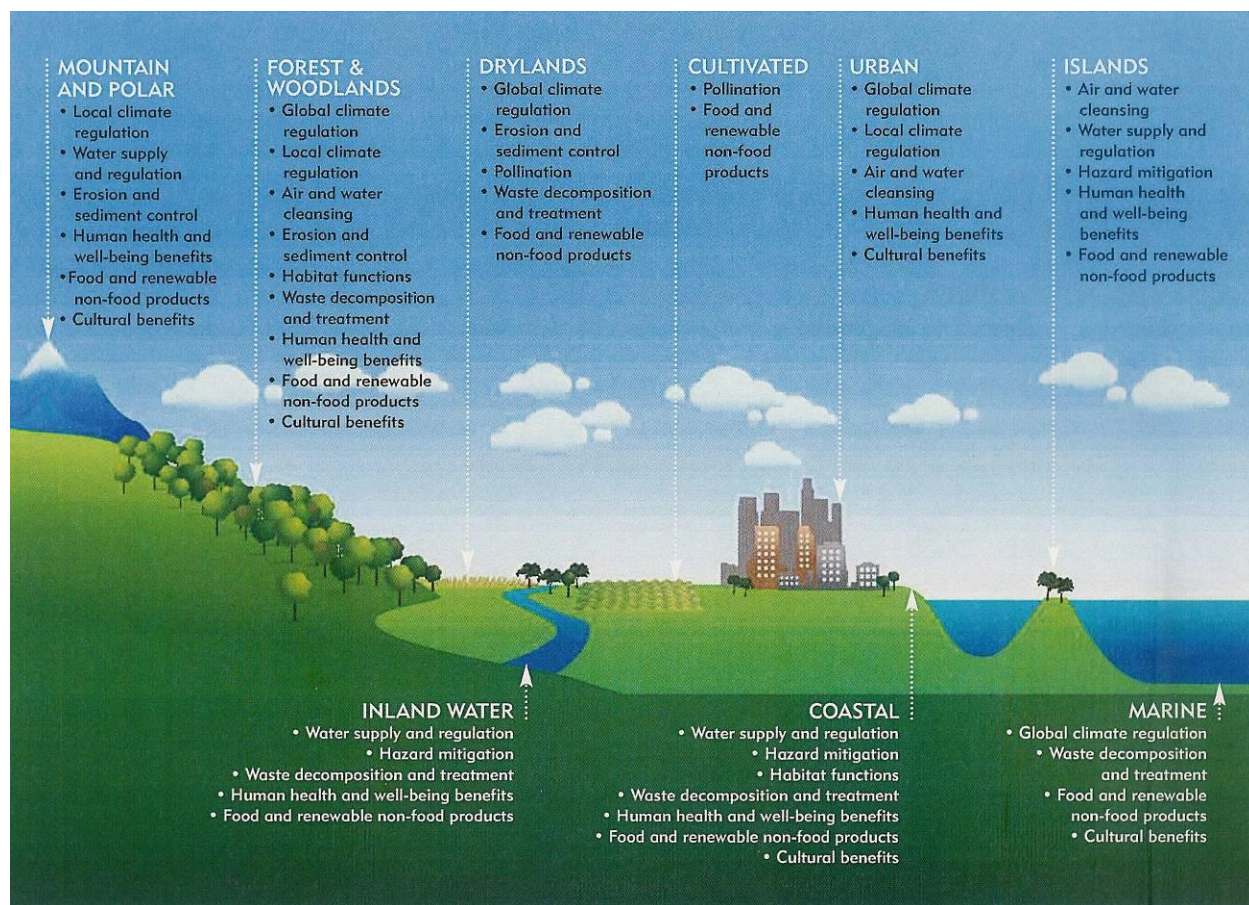 MOUNTAIN
AND POLAR
• Local climate
regulation
• Water supply
and regulation
• Erosion and
sediment control
• Human health and
well-being benefits
• Food and renewable
non-food products
• Cultural benefits
FOREST &
WOODLANDS
• Global climate
regulation
• Local climate
regulation
• Air and water
cleansing
• Erosion and
sediment control
• Habitat functions
• Waste decomposition
and treatment
• Human health and
well-being benefits
• Food and renewable
non-food products
• Cultural benefits
DRYLANDS
• Global climate
regulation
• Erosion and
sediment control
• Pollination
• Waste decomposition
and treatment
• Food and renewable
non-food products
CULTIVATED
• Pollination
• Food and
renewable
non-food
products
URBAN
• Global climate
regulation
• Local climate
regulation
• Air and water
cleansing
• Human health and
well-being benefits
• Cultural benefits
ISLANDS
• Air and water
cleansing
• Water supply and
regulation
• Hazard mitigation
• Human health
and well-being
benefits
• Food and renewable
non-food products
INLAND WATER
• Water supply and regulation
• Hazard mitigation
• Waste decomposition and treatment
• Human health and well-being benefits
• Food and renewable non-food products
COASTAL
• Water supply and regulation
• Hazard mitigation
• Habitat functions
• Waste decomposition and treatment
• Human health and well-being benefits
• Food and renewable non-food products
• Cultural benefits
MARINE
• Global climate regulation
• Waste decomposition
and treatment
• Food and renewable
non-food products
• Cultural benefits